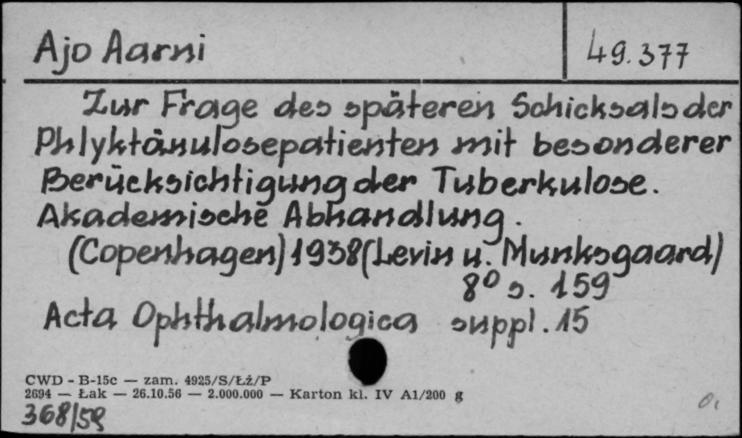 Ajo Aarni
49.377
Zur Frage des späteren Schicksals der
Phlyktänulosepatienten mit besonderer
Berücksichtigung der Tuberkulose.
Akademische Abhandlung.
(Copenhagen) 1938 (Levin u. Munksgaard)
8⁰ s. 159
Acta Ophthalmologica suppl. 15
CWD - B-15c — zam. 4925/S/Łż/P
2694 — Łak — 26.10.56 — 2.000.000 — Karton kl. IV A1/200 g
368/58